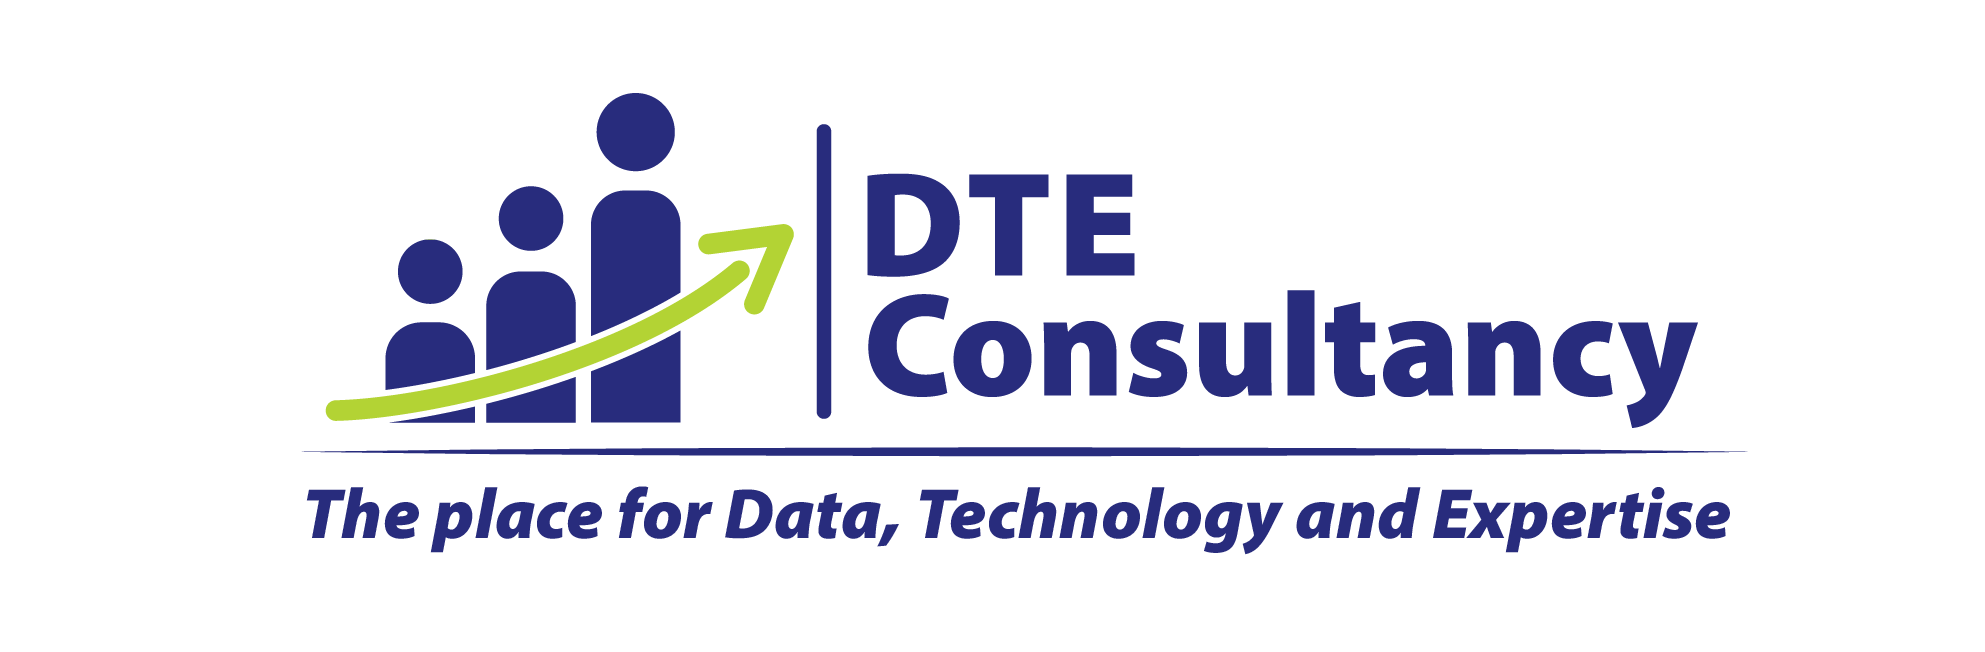 DTE
Consultancy
The place for Data, Technology and Expertise